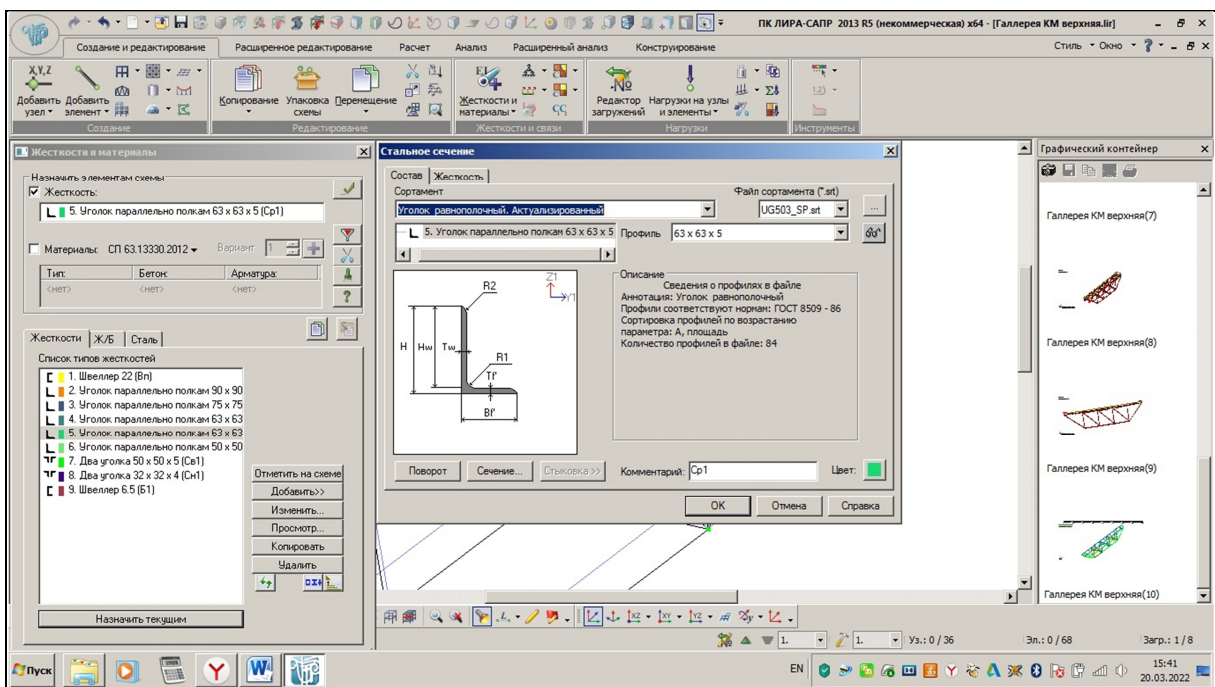 ПК ЛИРА-САПР 2013 R5 (некоммерческая) x64 - [Галлерея КМ верхняя.lir]
Создание и редактирование Расширенное редактирование Расчет Анализ Расширенный анализ Конструирование Стиль Окно
X,Y,Z
Добавить узел Добавить элемент
Копирование Упаковка схемы Перемещение
Жесткости и материалы
Редактор загружений Нагрузки на узлы и элементы
Создание Редактирование Жесткости и связи Нагрузки Инструменты
Жесткости и материалы
Назначить элементам схемы
Жесткость:
5. Уголок параллельно полкам 63 x 63 x 5 (Ср1)
Материалы: СП 63.13330.2012 Вариант 1
Тип: Бетон: Арматура:
<нет> <нет> <нет>
Жесткости Ж/Б Сталь
Список типов жесткостей
1. Швеллер 22 (Вп)
2. Уголок параллельно полкам 90 x 90
3. Уголок параллельно полкам 75 x 75
4. Уголок параллельно полкам 63 x 63
5. Уголок параллельно полкам 63 x 63
6. Уголок параллельно полкам 50 x 50
7. Два уголка 50 x 50 x 5 (Св1)
8. Два уголка 32 x 32 x 4 (Сн1)
9. Швеллер 6.5 (Б1)
Отметить на схеме
Добавить>>
Изменить...
Просмотр...
Копировать
Удалить
Назначить текущим
Стальное сечение
Состав Жесткость
Сортамент Файл сортамента (*.srt)
Уголок равнополочный. Актуализированный UG503_SP.srt ...
5. Уголок параллельно полкам 63 x 63 x 5 Профиль 63 x 63 x 5
R2
Z1
Y1
H Hw Tw
R1
Tf'
Bf'
Описание
Сведения о профилях в файле
Аннотация: Уголок равнополочный
Профили соответствуют нормам: ГОСТ 8509 - 86
Сортировка профилей по возрастанию
параметра: A, площадь
Количество профилей в файле: 84
Поворот Сечение... Стыковка >> Комментарий: Ср1 Цвет:
OK Отмена Справка
Графический контейнер
Галлерея КМ верхняя(7)
Галлерея КМ верхняя(8)
Галлерея КМ верхняя(9)
Галлерея КМ верхняя(10)
1. 1. Уз.: 0 / 36 Эл.: 0 / 68 Загр.: 1 / 8
Пуск EN 15:41
20.03.2022